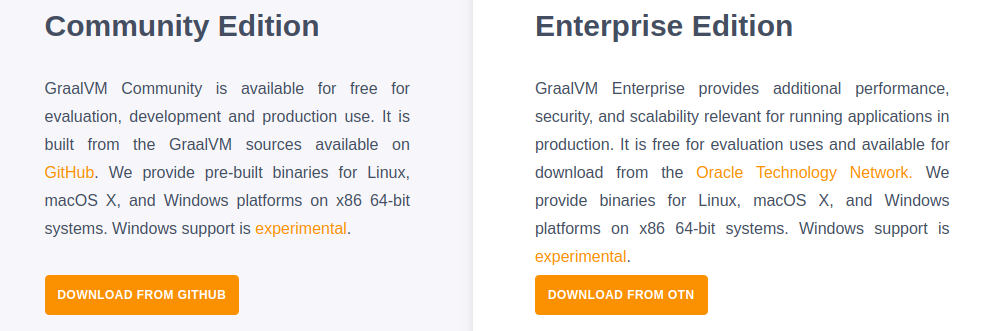 Community Edition
GraalVM Community is available for free for
evaluation, development and production use. It is
built from the GraalVM sources available on
GitHub. We provide pre-built binaries for Linux,
macOS X, and Windows platforms on x86 64-bit
systems. Windows support is experimental.
DOWNLOAD FROM GITHUB
Enterprise Edition
GraalVM Enterprise provides additional performance,
security, and scalability relevant for running applications in
production. It is free for evaluation uses and available for
download from the Oracle Technology Network. We
provide binaries for Linux, macOS X, and Windows
platforms on x86 64-bit systems. Windows support is
experimental.
DOWNLOAD FROM OTN